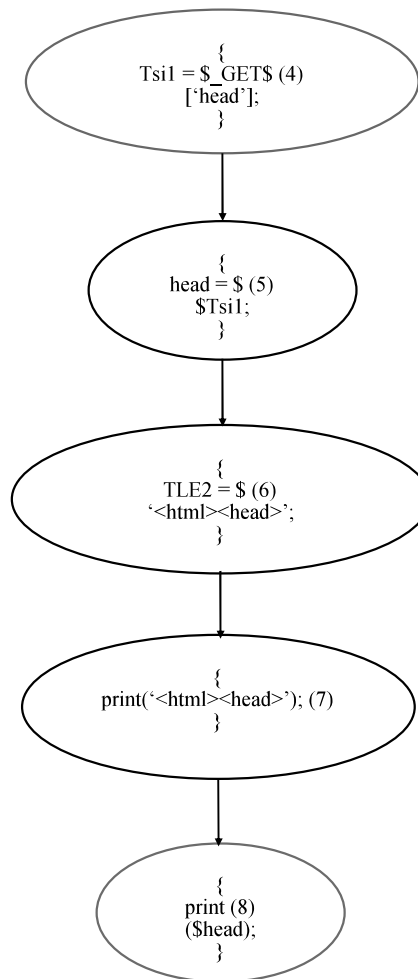 {
Tsi1 = $_GET$ (4)
[‘head’];
}
{
head = $ (5)
$Tsi1;
}
{
TLE2 = $ (6)
‘<html><head>’;
}
{
print(‘<html><head>’); (7)
}
{
print (8)
($head);
}